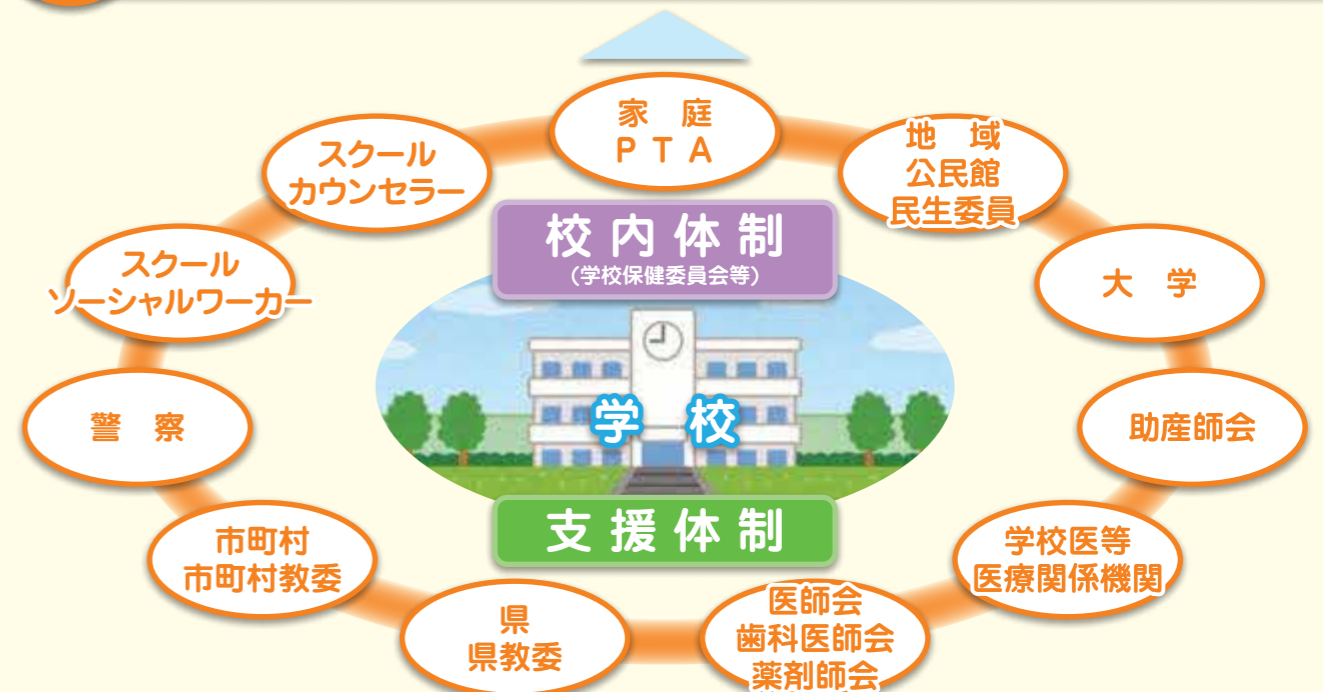 家 庭
P T A
スクール
カウンセラー
地 域
公民館
民生委員
校内体制
(学校保健委員会等)
スクール
ソーシャルワーカー
大 学
学 校
警 察
助産師会
支援体制
市町村
市町村教委
学校医等
医療関係機関
県
県教委
医師会
歯科医師会
薬剤師会